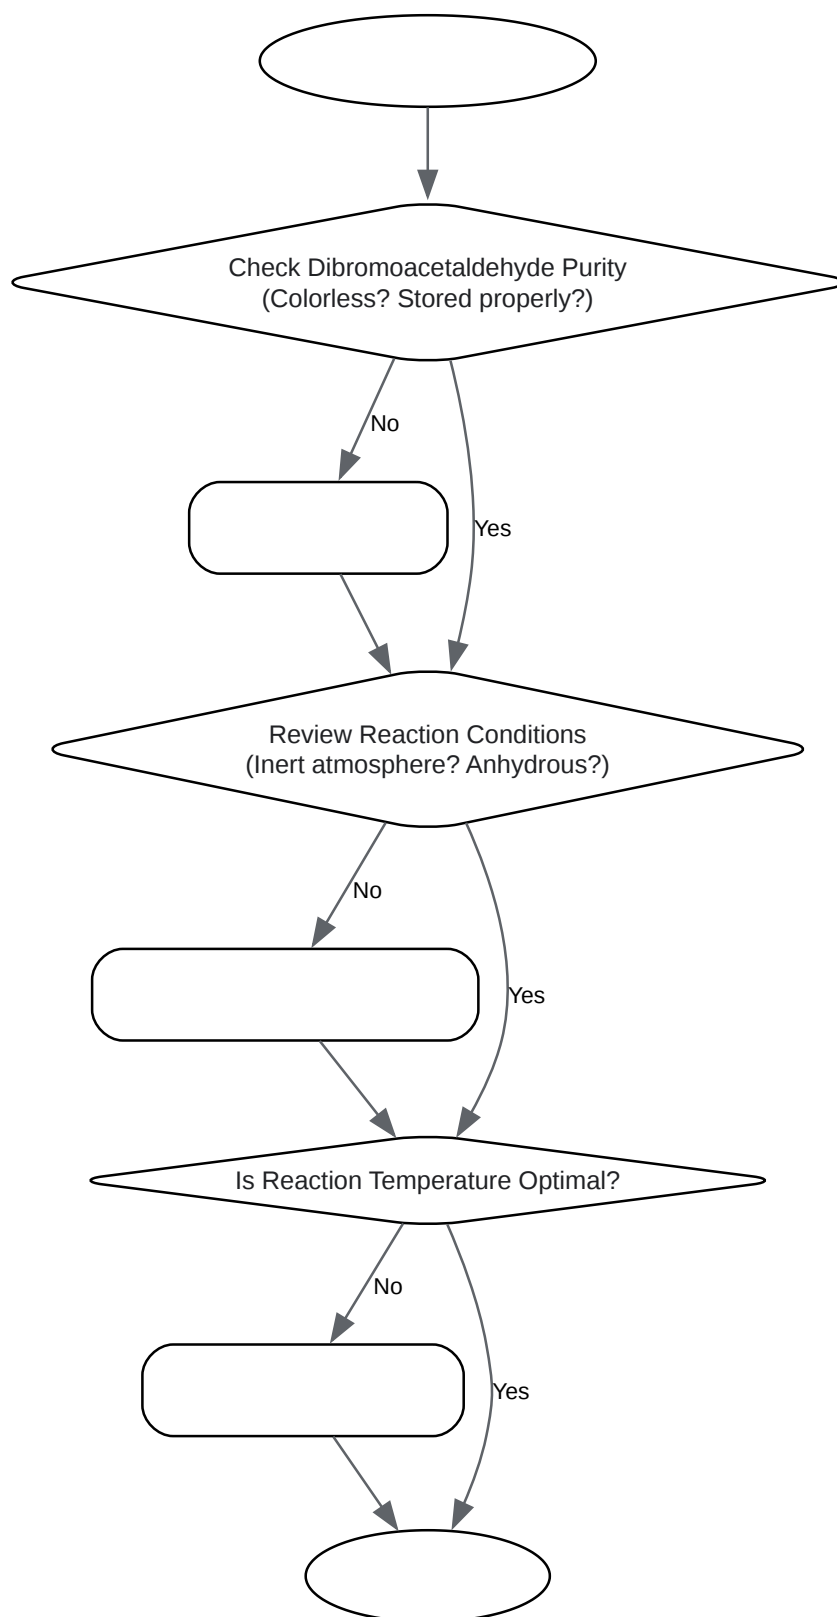 Check Dibromoacetaldehyde Purity
(Colorless? Stored properly?)
No
Yes
Review Reaction Conditions
(Inert atmosphere? Anhydrous?)
No
Yes
Is Reaction Temperature Optimal?
No
Yes